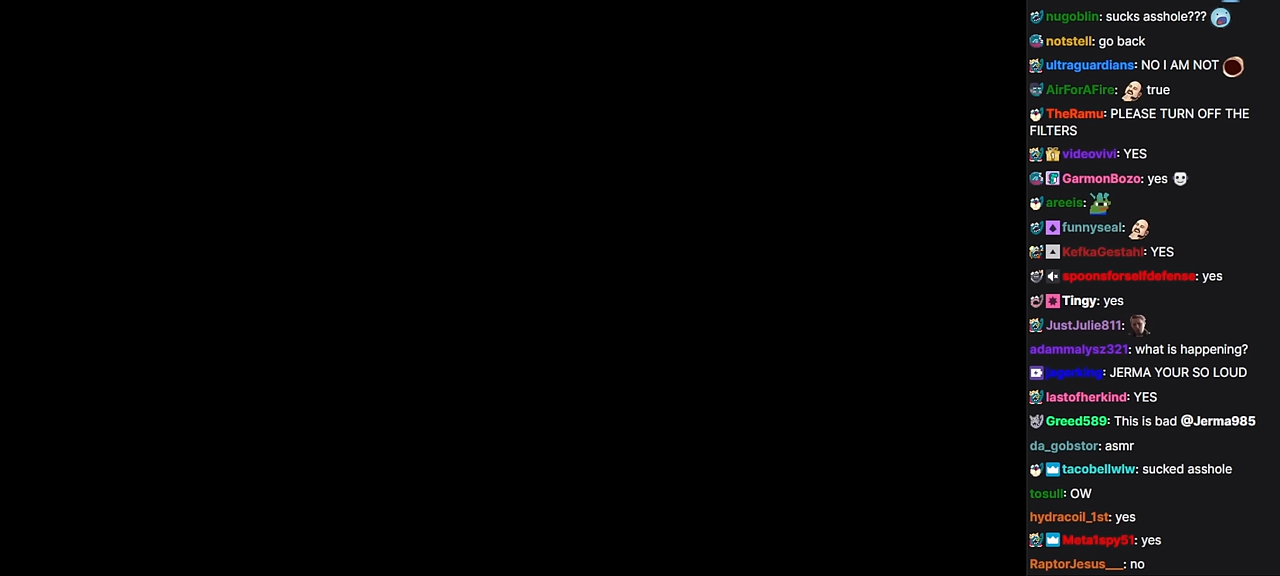 nugoblin: sucks asshole???
notstell: go back
ultraguardians: NO I AM NOT
AirForAFire: true
TheRamu: PLEASE TURN OFF THE
FILTERS
videovivi: YES
GarmonBozo: yes
areeis:
funnyseal:
KefkaGestahl: YES
spoonsforselfdefense: yes
Tingy: yes
JustJulie811:
adammalysz321: what is happening?
: JERMA YOUR SO LOUD
lastofherkind: YES
Greed589: This is bad @Jerma985
da_gobstor: asmr
tacobellwlw: sucked asshole
tosull: OW
hydracoil_1st: yes
Meta1spy51: yes
RaptorJesus___: no